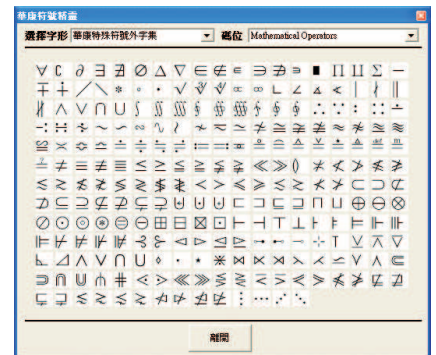 華康符號精靈
選擇字形 華康特殊符號外字集 碼位 Mathematical Operators
∀ ∁ ∂ ∃ ∄ ∅ ∆ ∇ ∈ ∉ ∊ ∋ ∌ ∍ ∎ ∏ ∐ ∑ −
∓ ∔ ∕ ∖ ∗ ∘ ∙ √ ∛ ∜ ∝ ∞ ∟ ∠ ∡ ∢ ∣ ∤ ∥
∦ ∧ ∨ ∩ ∪ ∫ ∬ ∭ ∮ ∯ ∰ ∱ ∲ ∳ ∴ ∵ ∶ ∷ ∸
∹ ∺ ∻ ∼ ∽ ∾ ∿ ≀ ≁ ≂ ≃ ≄ ≅ ≆ ≇ ≈ ≉ ≊ ≋
≌ ≍ ≎ ≏ ≐ ≑ ≒ ≓ ≔ ≕ ≖ ≗ ≘ ≙ ≚ ≛ ≜ ≝ ≞
≟ ≠ ≡ ≢ ≣ ≤ ≥ ≦ ≧ ≨ ≩ ≪ ≫ ≬ ≭ ≮ ≯ ≰ ≱
≲ ≳ ≴ ≵ ≶ ≷ ≸ ≹ ≺ ≻ ≼ ≽ ≾ ≿ ⊀ ⊁ ⊂ ⊃ ⊄
⊅ ⊆ ⊇ ⊈ ⊉ ⊊ ⊋ ⊌ ⊍ ⊎ ⊏ ⊐ ⊑ ⊒ ⊓ ⊔ ⊕ ⊖ ⊗
⊘ ⊙ ⊚ ⊛ ⊜ ⊝ ⊞ ⊟ ⊠ ⊡ ⊢ ⊣ ⊤ ⊥ ⊦ ⊧ ⊨ ⊩ ⊪
⊫ ⊬ ⊭ ⊮ ⊯ ⊰ ⊱ ⊲ ⊳ ⊴ ⊵ ⊶ ⊷ ⊸ ⊹ ⊺ ⊻ ⊼ ⊽
⊾ ⊿ ⋀ ⋁ ⋂ ⋃ ⋄ ⋅ ⋆ ⋇ ⋈ ⋉ ⋊ ⋋ ⋌ ⋍ ⋎ ⋏ ⋐
⋑ ⋒ ⋓ ⋔ ⋕ ⋖ ⋗ ⋘ ⋙ ⋚ ⋛ ⋜ ⋝ ⋞ ⋟ ⋠ ⋡ ⋢ ⋣
⋤ ⋥ ⋦ ⋧ ⋨ ⋩ ⋪ ⋫ ⋬ ⋭ ⋮ ⋯ ⋰ ⋱
離開